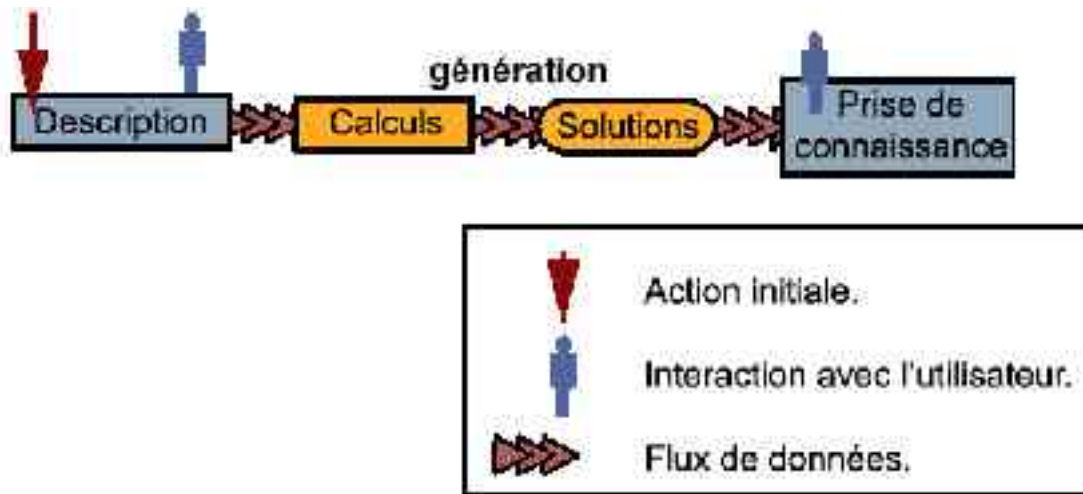 génération
Description
Calculs
Solutions
Prise de
connaissance
Action initiale.
Interaction avec l'utilisateur.
Flux de données.